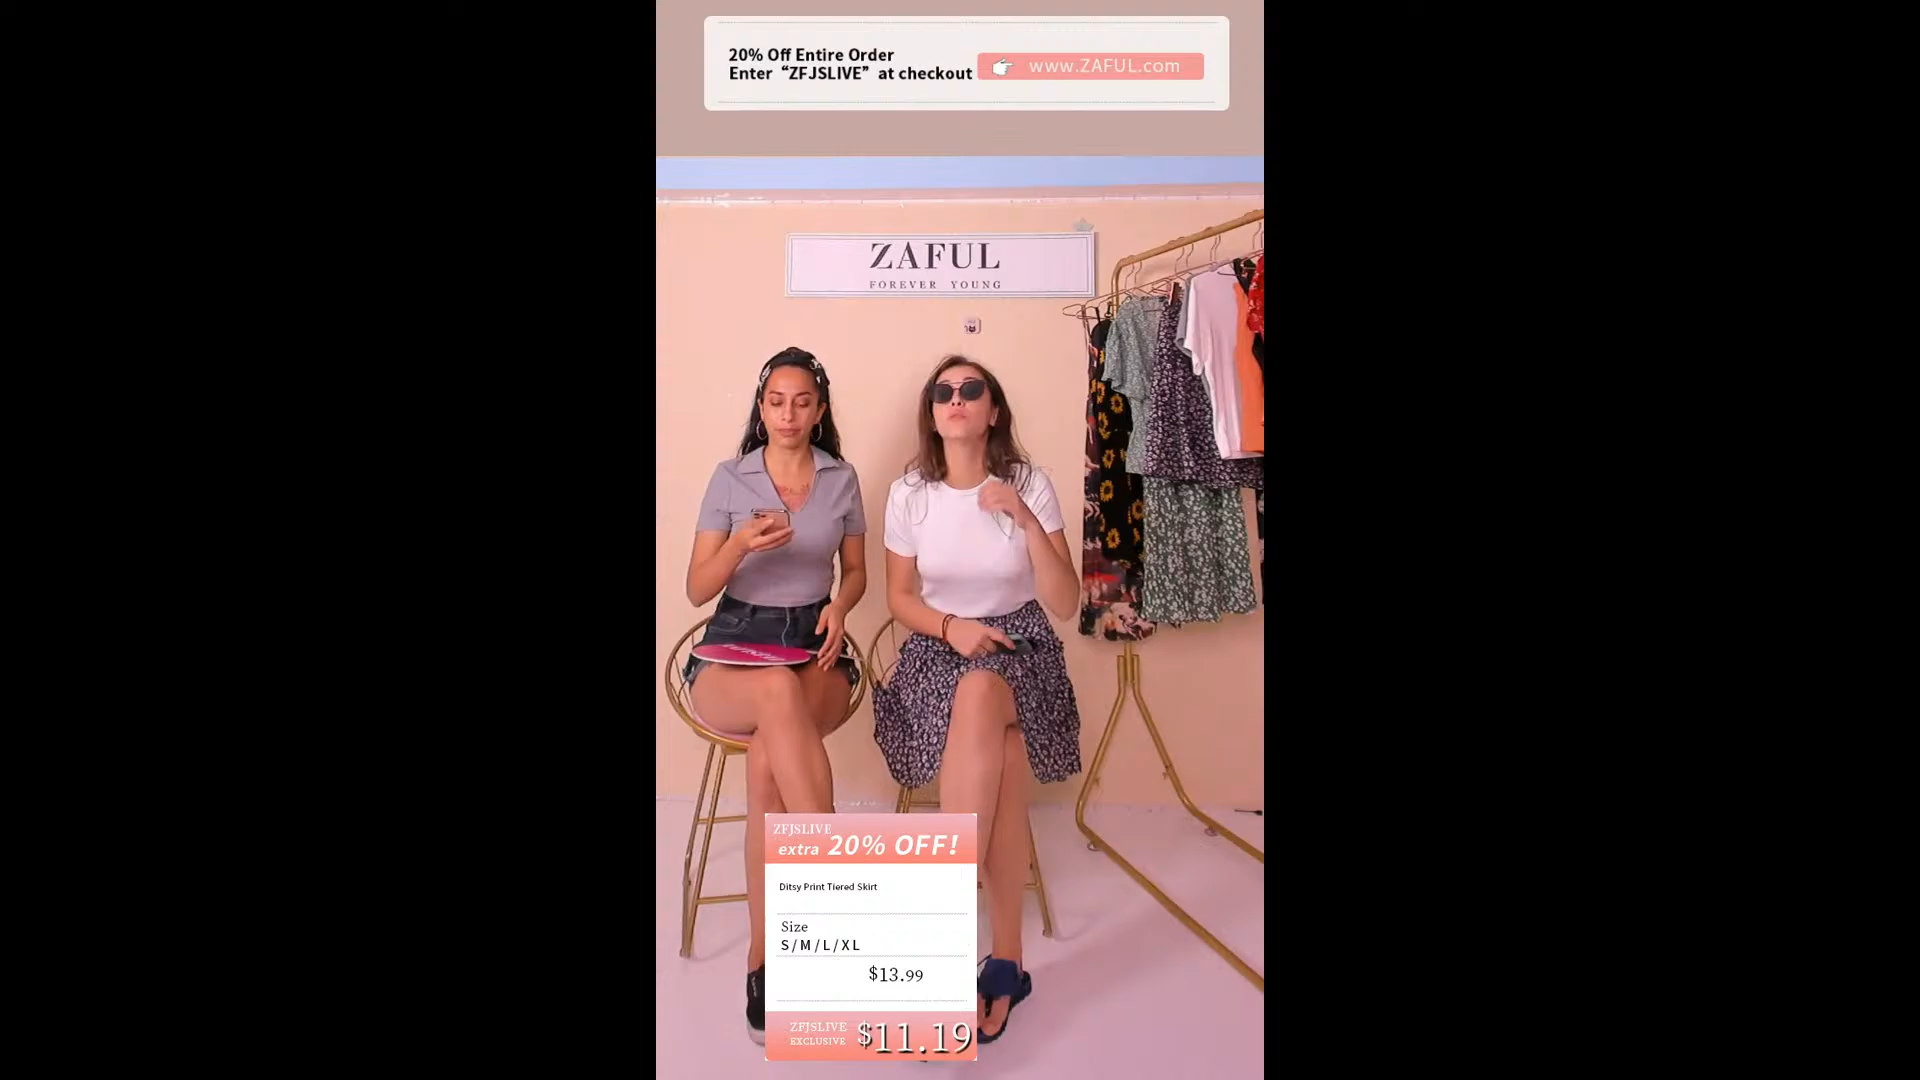 20% Off Entire Order
Enter “ZFJSLIVE” at checkout
www.ZAFUL.com
ZAFUL
FOREVER YOUNG
ZFJSLIVE
extra 20% OFF!
Ditsy Print Tiered Skirt
Size
S/M/L/XL
$13.99
ZFJSLIVE
EXCLUSIVE
$11.19